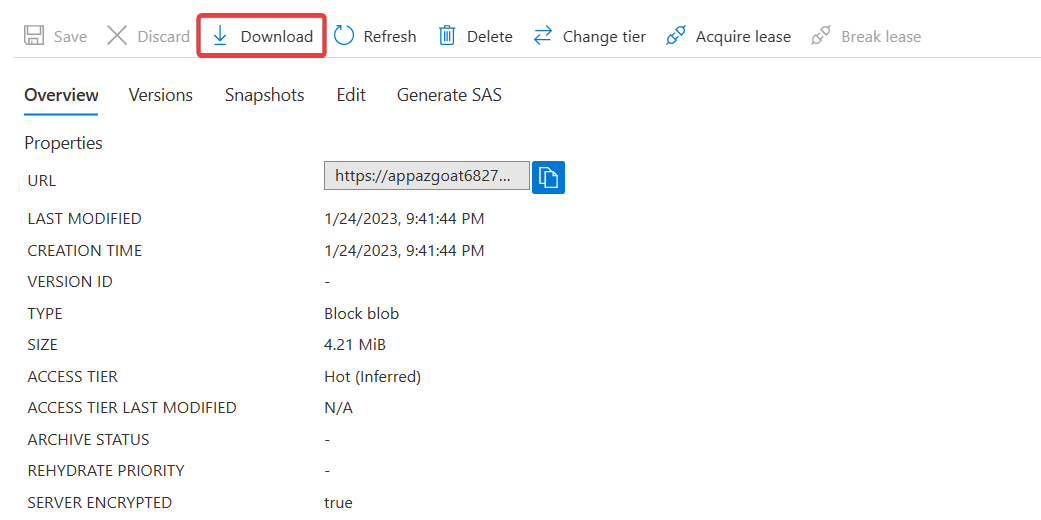 Save Discard Download Refresh Delete Change tier Acquire lease Break lease
Overview Versions Snapshots Edit Generate SAS
Properties
URL https://appazgoat6827...
LAST MODIFIED 1/24/2023, 9:41:44 PM
CREATION TIME 1/24/2023, 9:41:44 PM
VERSION ID -
TYPE Block blob
SIZE 4.21 MiB
ACCESS TIER Hot (Inferred)
ACCESS TIER LAST MODIFIED N/A
ARCHIVE STATUS -
REHYDRATE PRIORITY -
SERVER ENCRYPTED true